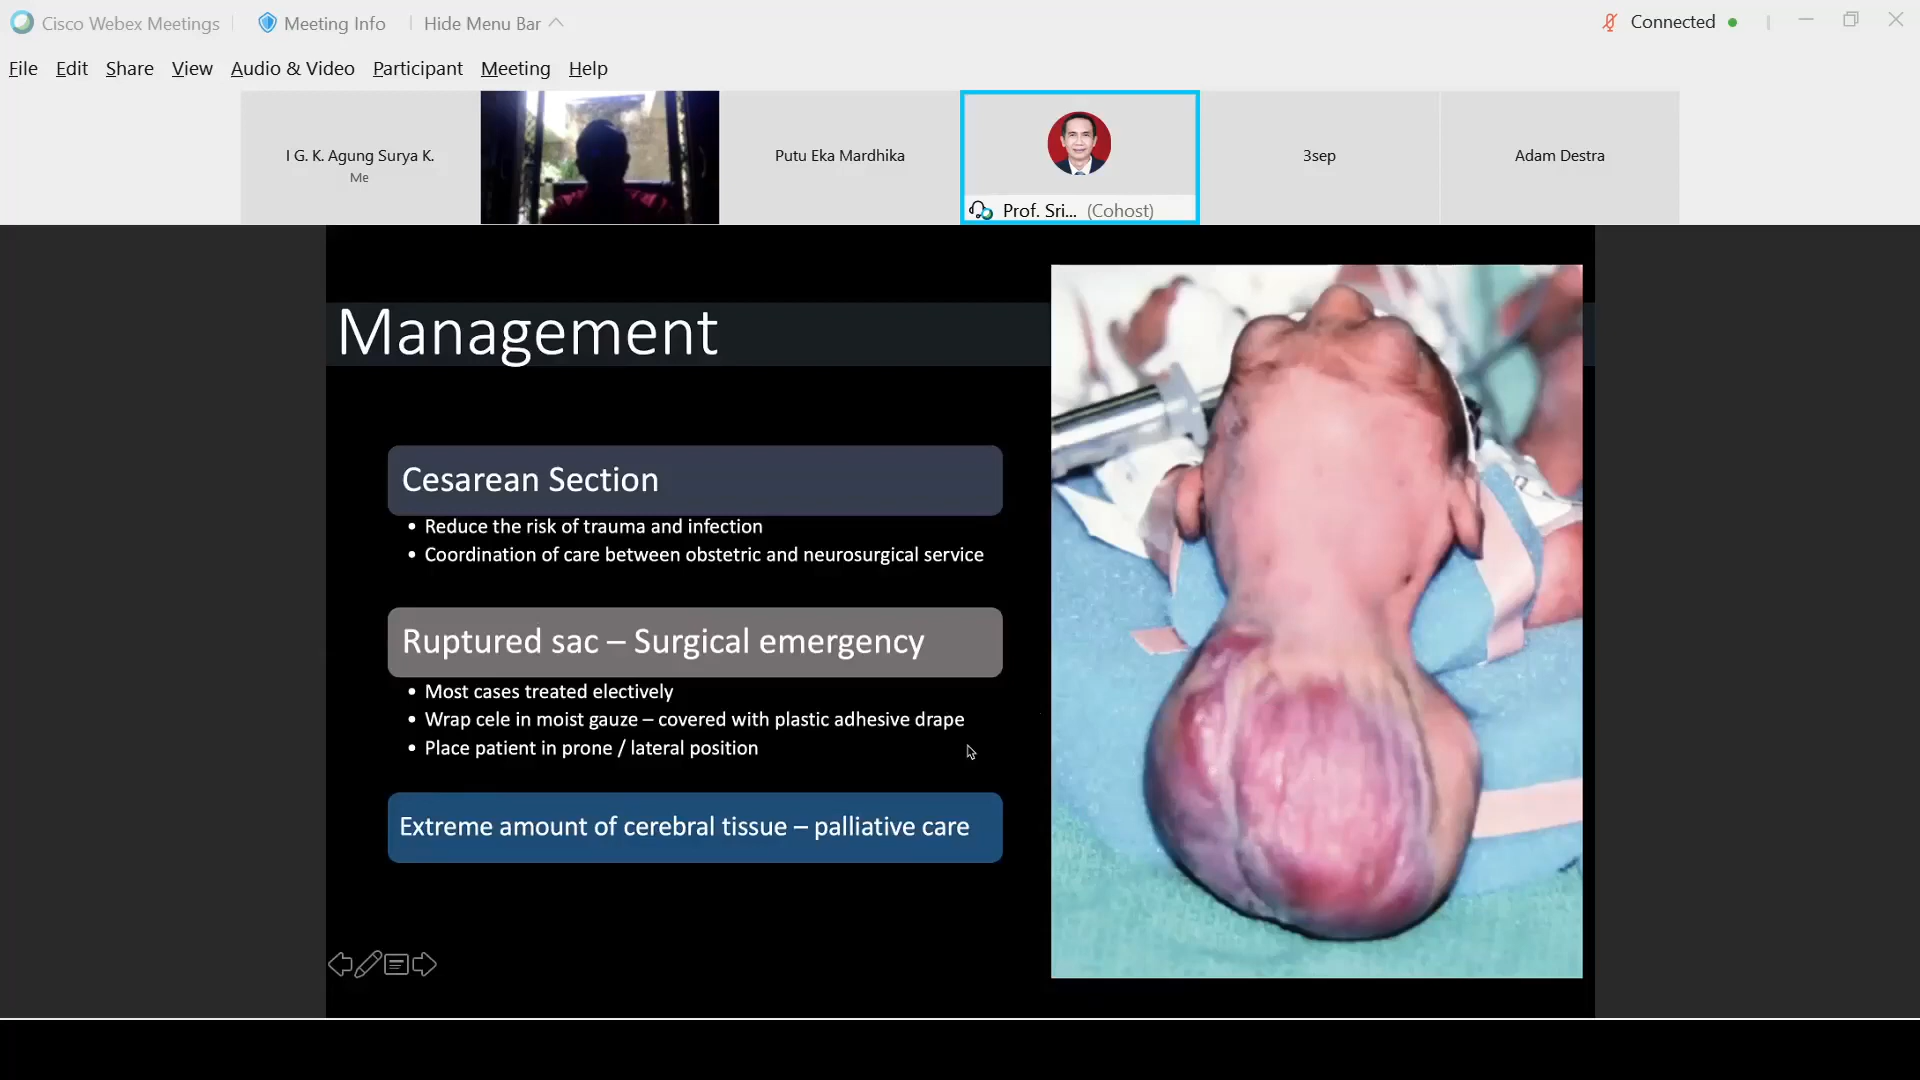 Cisco Webex Meetings
Meeting Info
Hide Menu Bar
Connected
File Edit Share View Audio & Video Participant Meeting Help
I G. K. Agung Surya K.
Me
Putu Eka Mardhika
Prof. Sri... (Cohost)
3sep
Adam Destra
Management
Cesarean Section
• Reduce the risk of trauma and infection
• Coordination of care between obstetric and neurosurgical service
Ruptured sac – Surgical emergency
• Most cases treated electively
• Wrap cele in moist gauze – covered with plastic adhesive drape
• Place patient in prone / lateral position
Extreme amount of cerebral tissue – palliative care